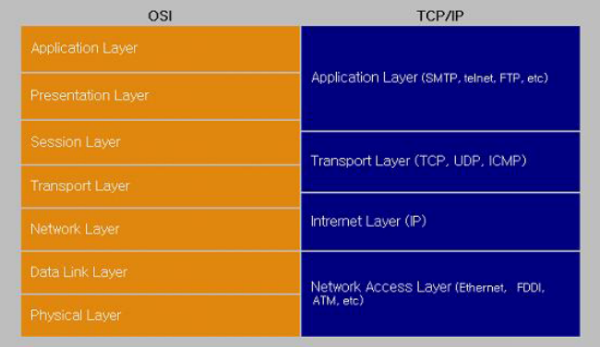 OSI
TCP/IP
Application Layer
Presentation Layer
Session Layer
Transport Layer
Network Layer
Data Link Layer
Physical Layer
Application Layer (SMTP, telnet, FTP, etc)
Transport Layer (TCP, UDP, ICMP)
Intrernet Layer (IP)
Network Access Layer (Ethernet, FDDI,
ATM, etc)